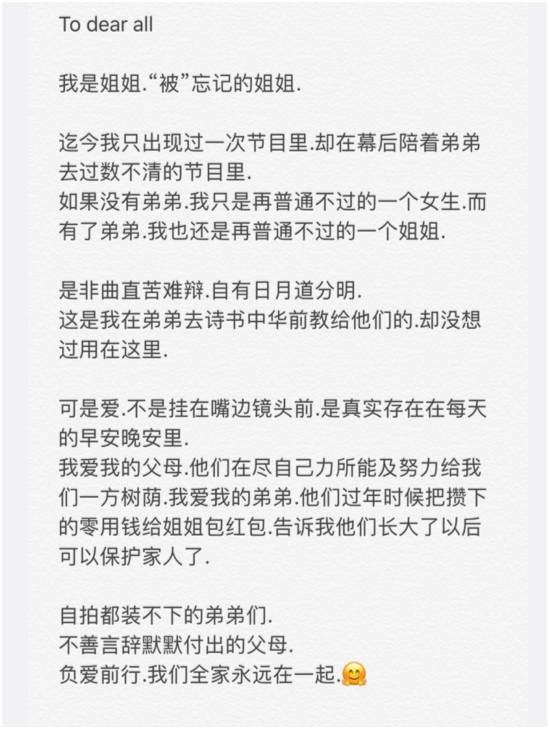 To dear all
我是姐姐.“被”忘记的姐姐.
迄今我只出现过一次节目里.却在幕后陪着弟弟
去过数不清的节目里.
如果没有弟弟.我只是再普通不过的一个女生.而
有了弟弟.我也还是再普通不过的一个姐姐.
是非曲直苦难辩.自有日月道分明.
这是我在弟弟去诗书中华前教给他们的.却没想
过用在这里.
可是爱.不是挂在嘴边镜头前.是真实存在在每天
的早安晚安里.
我爱我的父母.他们在尽自己力所能及努力给我
们一方树荫.我爱我的弟弟.他们过年时候把攒下
的零用钱给姐姐包红包.告诉我他们长大了以后
可以保护家人了.
自拍都装不下的弟弟们.
不善言辞默默付出的父母.
负爱前行.我们全家永远在一起.🤗